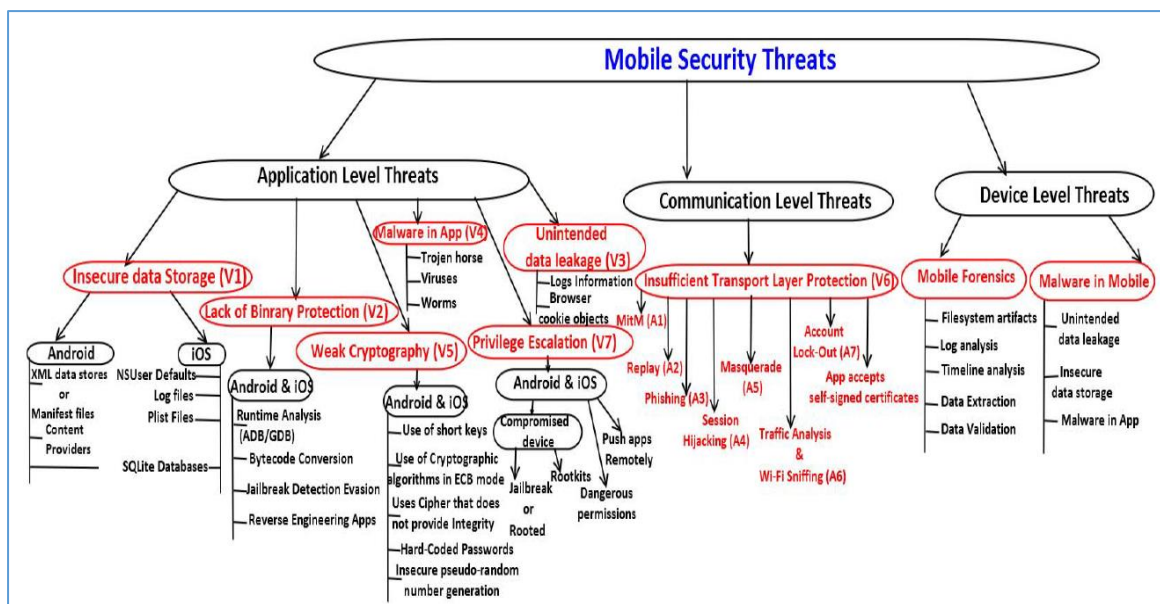 Mobile Security Threats
Application Level Threats
Communication Level Threats
Device Level Threats
Insecure data Storage (V1)
Android
XML data stores
or
Manifest files
Content
Providers
iOS
NSUser Defaults
Log files
Plist Files
SQLite Databases
Lack of Binrary Protection (V2)
Android & iOS
Runtime Analysis
(ADB/GDB)
Bytecode Conversion
Jailbreak Detection Evasion
Reverse Engineering Apps
Malware in App (V4)
Trojen horse
Viruses
Worms
Weak Cryptography (V5)
Android & iOS
Use of short keys
Use of Cryptographic
algorithms in ECB mode
Uses Cipher that does
not provide Integrity
Hard-Coded Passwords
Insecure pseudo-random
number generation
Unintended
data leakage (V3)
Logs Information
Browser
cookie objects
Privilege Escalation (V7)
Android & iOS
Compromised
device
Jailbreak
or
Rooted
Rootkits
Dangerous
permissions
Push apps
Remotely
Insufficient Transport Layer Protection (V6)
MitM (A1)
Replay (A2)
Phishing (A3)
Session
Hijacking (A4)
Masquerade
(A5)
Traffic Analysis
&
Wi-Fi Sniffing (A6)
Account
Lock-Out (A7)
App accepts
self-signed certificates
Mobile Forensics
Filesystem artifacts
Log analysis
Timeline analysis
Data Extraction
Data Validation
Malware in Mobile
Unintended
data leakage
Insecure
data storage
Malware in App